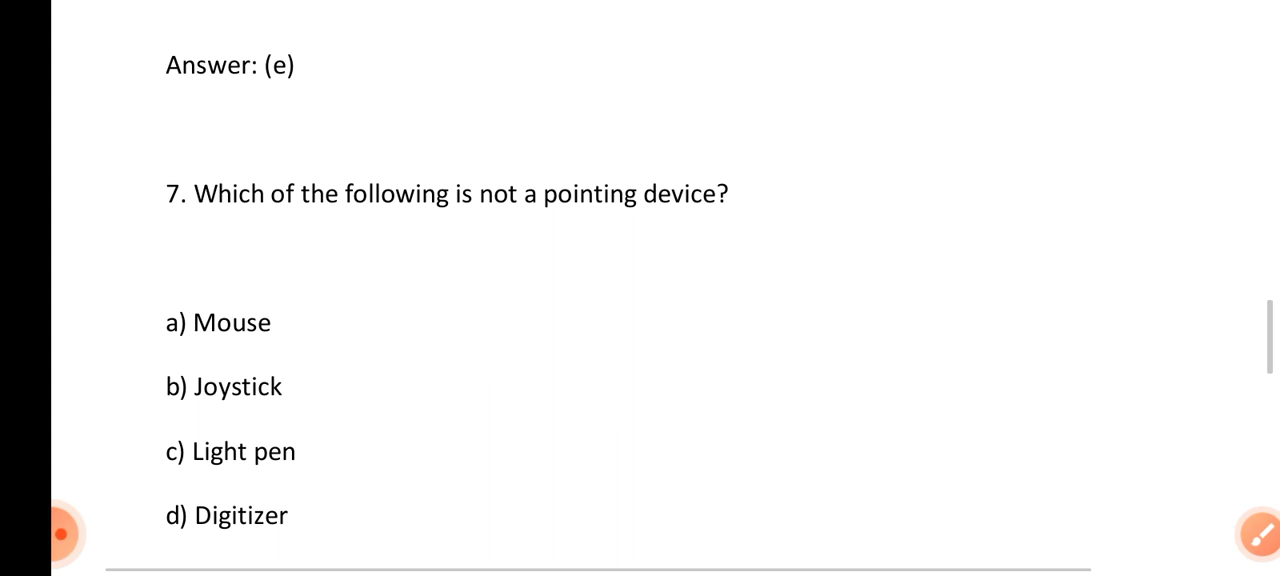 Answer: (e)
7. Which of the following is not a pointing device?
a) Mouse
b) Joystick
c) Light pen
d) Digitizer